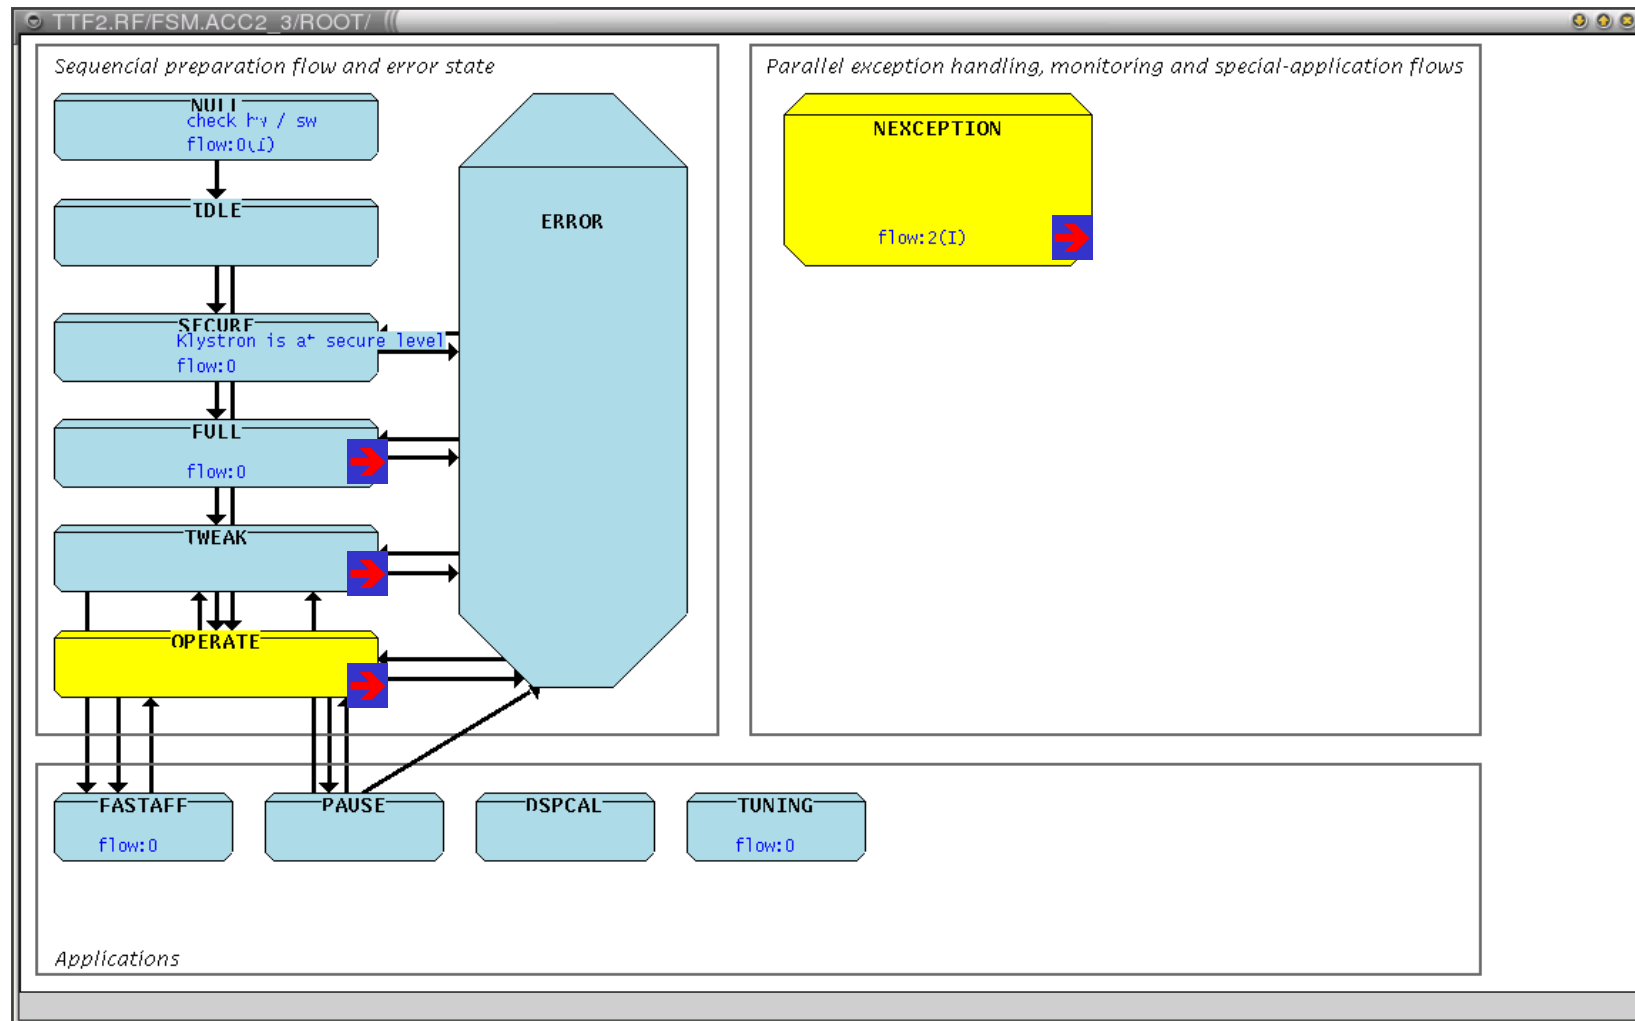 TTF2.RF/FSM.ACC2_3/ROOT/
Sequencial preparation flow and error state
NULL
check hw / sw
flow:0(I)
IDLE
SECURE
Klystron is at secure level
flow:0
FULL
flow:0
TWEAK
OPERATE
ERROR
Parallel exception handling, monitoring and special-application flows
NEXCEPTION
flow:2(I)
FASTAFF
flow:0
PAUSE
DSPCAL
TUNING
flow:0
Applications